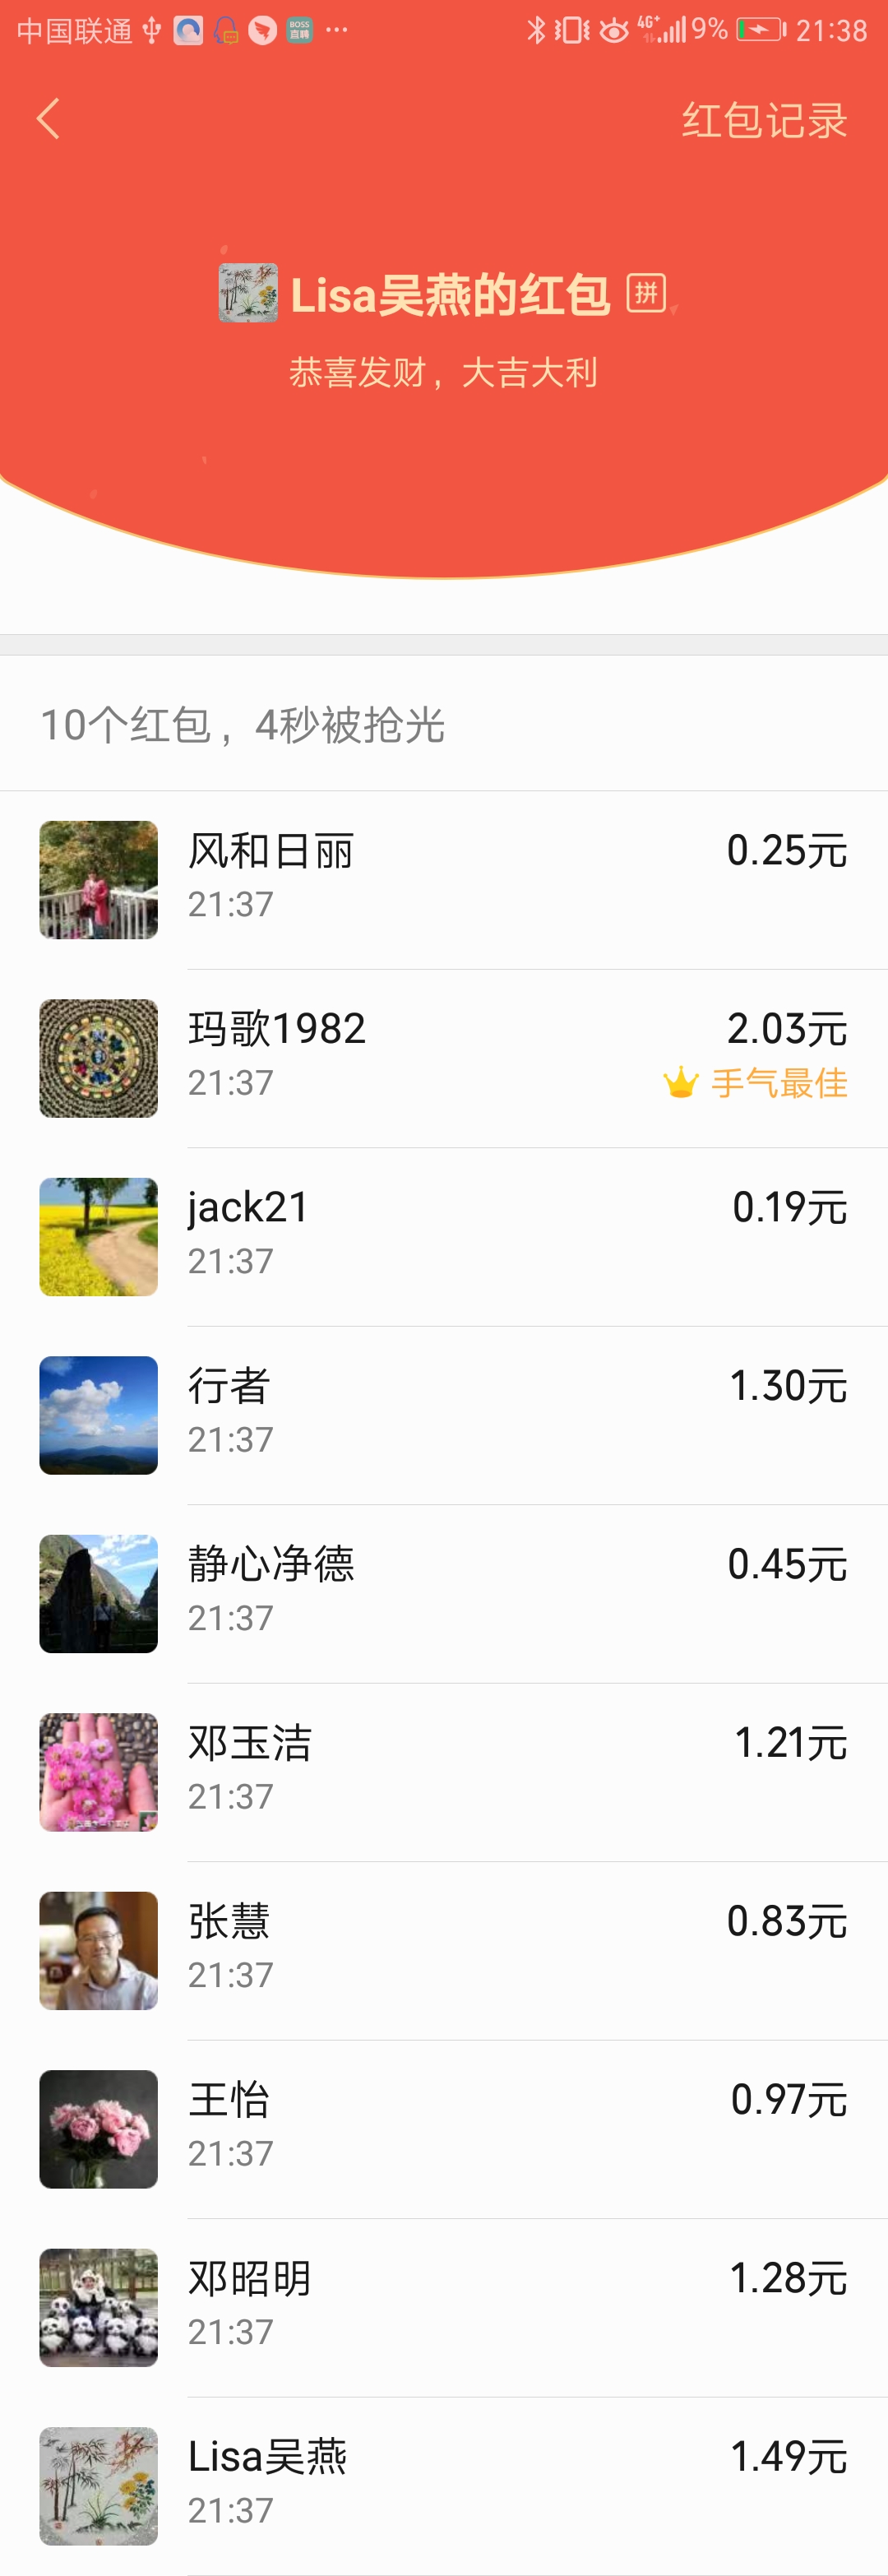 中国联通 BOSS直聘 ··· 4G+ 9% 21:38
红包记录
Lisa吴燕的红包 拼
恭喜发财，大吉大利
10个红包，4秒被抢光
风和日丽 0.25元
21:37
玛歌1982 2.03元
21:37 手气最佳
jack21 0.19元
21:37
行者 1.30元
21:37
静心净德 0.45元
21:37
邓玉洁 1.21元
21:37
张慧 0.83元
21:37
王怡 0.97元
21:37
邓昭明 1.28元
21:37
Lisa吴燕 1.49元
21:37